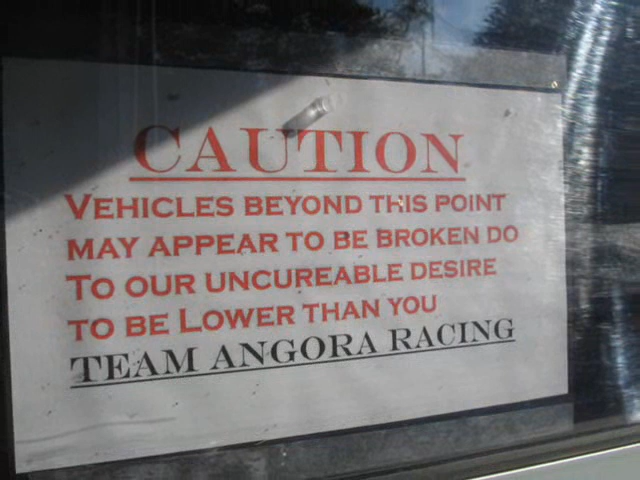 CAUTION
VEHICLES BEYOND THIS POINT
MAY APPEAR TO BE BROKEN DO
TO OUR UNCUREABLE DESIRE
TO BE LOWER THAN YOU
TEAM ANGORA RACING